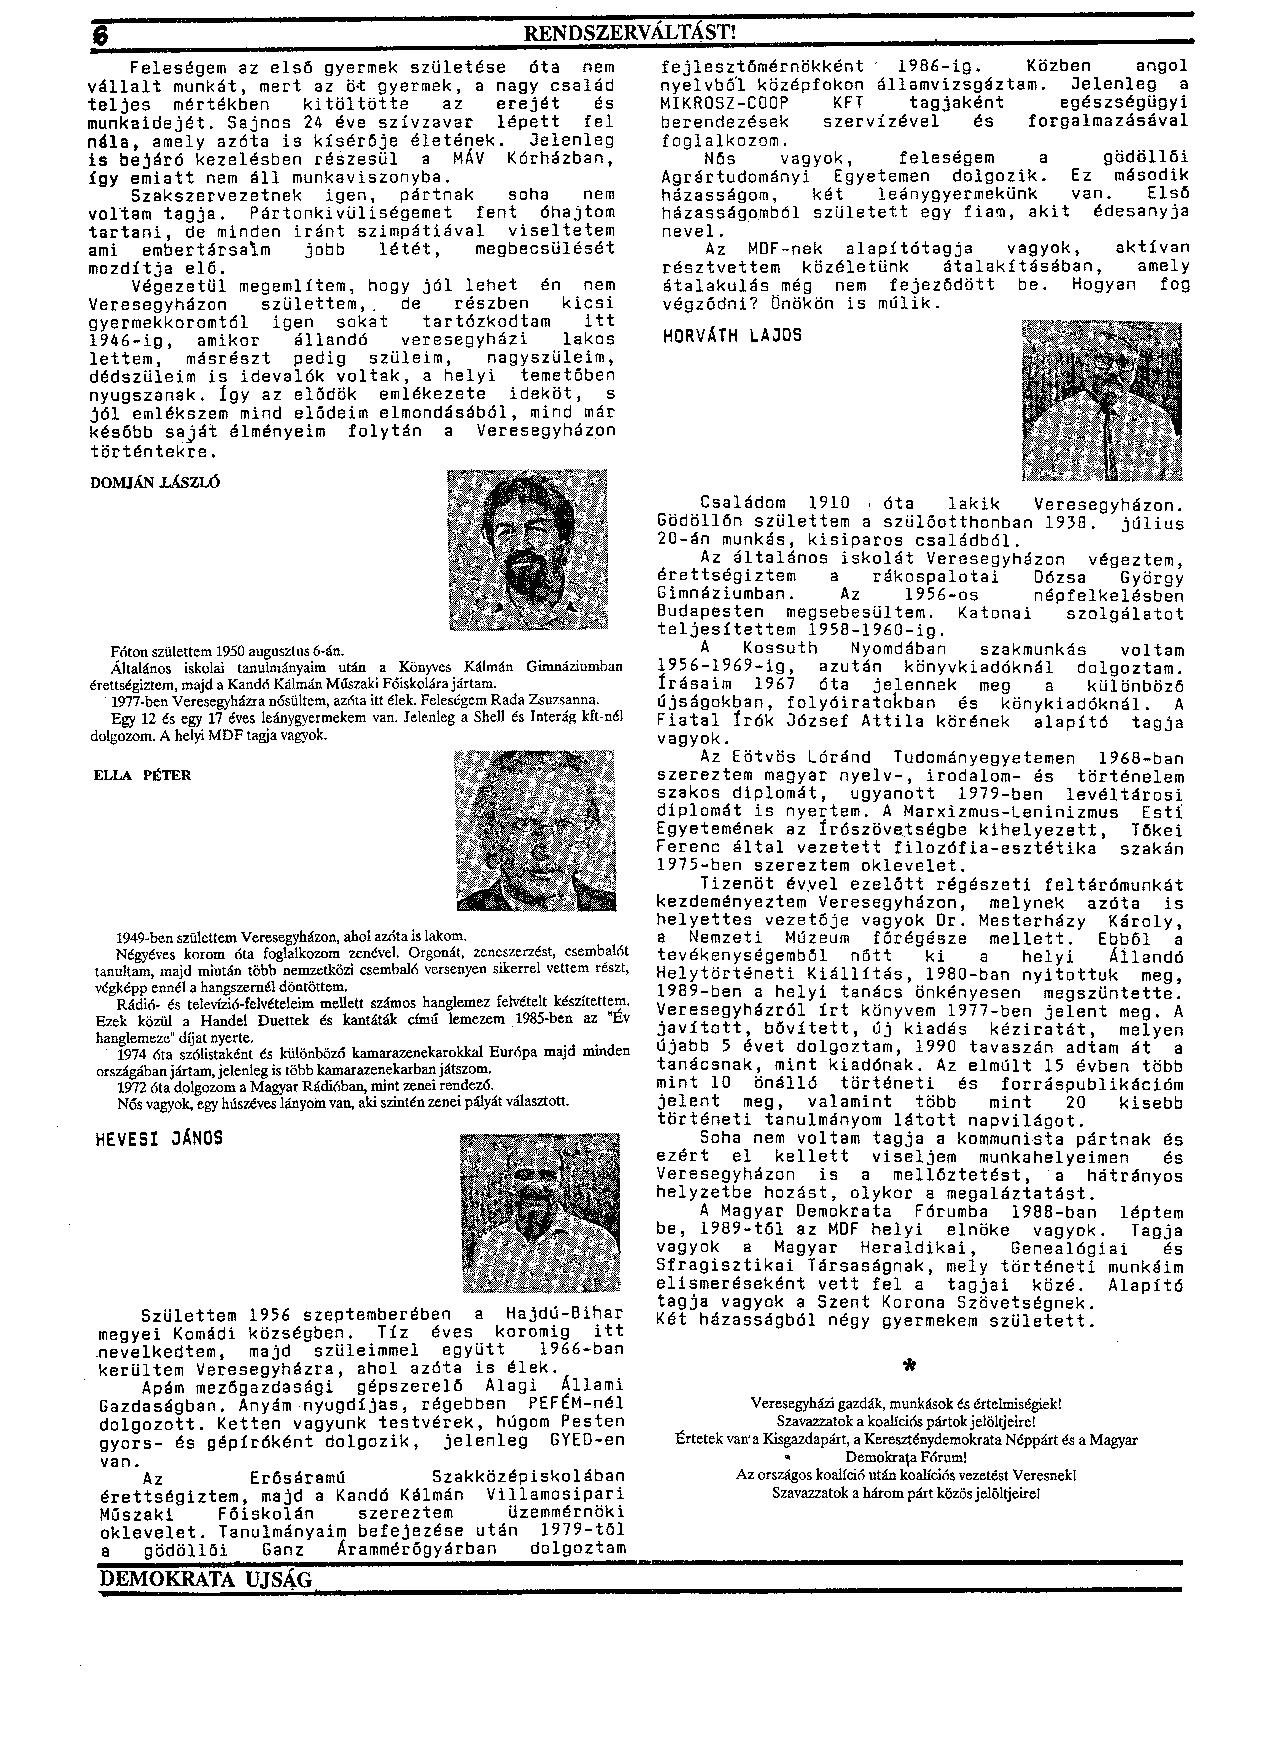 6
RENDSZERVÁLTÁST!
Feleségem az első gyermek születése óta nem
vállalt munkát, mert az öt gyermek, a nagy család
teljes mértékben kitöltötte az erejét és
munkaidejét. Sajnos 24 éve szívzavar lépett fel
nála, amely azóta is kísérője életének. Jelenleg
is bejáró kezelésben részesül a MÁV Kórházban,
így emiatt nem áll munkaviszonyba.
Szakszervezetnek igen, pártnak soha nem
voltam tagja. Pártonkivüliségemet fent óhajtom
tartani, de minden iránt szimpátiával viseltetem
ami embertársaim jobb létét, megbecsülését
mozdítja elő.
Végezetül megemlítem, hogy jól lehet én nem
Veresegyházon születtem, de részben kicsi
gyermekkoromtól igen sokat tartózkodtam itt
1946-ig, amikor állandó veresegyházi lakos
lettem, másrészt pedig szüleim, nagyszüleim,
dédszüleim is idevalók voltak, a helyi temetőben
nyugszanak. Így az elődök emlékezete ideköt, s
jól emlékszem mind elődeim elmondásából, mind már
később saját élményeim folytán a Veresegyházon
történtekre.
DOMJÁN LÁSZLÓ
Fóton születtem 1950 augusztus 6-án.
Általános iskolai tanulmányaim után a Könyves Kálmán Gimnáziumban
érettségiztem, majd a Kandó Kálmán Műszaki Főiskolára jártam.
1977-ben Veresegyházra nősültem, azóta itt élek. Feleségem Rada Zsuzsanna.
Egy 12 és egy 17 éves leánygyermekem van. Jelenleg a Shell és Interág kft-nél
dolgozom. A helyi MDF tagja vagyok.
ELLA PÉTER
1949-ben születtem Veresegyházon, ahol azóta is lakom.
Négyéves korom óta foglalkozom zenével. Orgonát, zeneszerzést, csembalót
tanultam, majd miután több nemzetközi csembaló versenyen sikerrel vettem részt,
végképp ennél a hangszernél döntöttem.
Rádió- és televízió-felvételeim mellett számos hanglemez felvételt készítettem.
Ezek közül a Handel Duettek és kantáták című lemezem 1985-ben az "Év
hanglemeze" díjat nyerte.
1974 óta szólistaként és különböző kamarazenekarokkal Európa majd minden
országában jártam, jelenleg is több kamarazenekarban játszom.
1972 óta dolgozom a Magyar Rádióban, mint zenei rendező.
Nős vagyok, egy húszéves lányom van, aki szintén zenei pályát választott.
HEVESI JÁNOS
Születtem 1956 szeptemberében a Hajdú-Bihar
megyei Komádi községben. Tíz éves koromig itt
nevelkedtem, majd szüleimmel együtt 1966-ban
kerültem Veresegyházra, ahol azóta is élek.
Apám mezőgazdasági gépszerelő Alagi Állami
Gazdaságban. Anyám nyugdíjas, régebben PEFÉM-nél
dolgozott. Ketten vagyunk testvérek, húgom Pesten
gyors- és gépíróként dolgozik, jelenleg GYED-en
van.
Az Erősáramú Szakközépiskolában
érettségiztem, majd a Kandó Kálmán Villamosipari
Műszaki Főiskolán szereztem üzemmérnöki
oklevelet. Tanulmányaim befejezése után 1979-től
a gödöllői Ganz Árammérőgyárban dolgoztam
fejlesztőmérnökként 1986-ig. Közben angol
nyelvből középfokon államvizsgáztam. Jelenleg a
MIKROSZ-COOP KFT tagjaként egészségügyi
berendezések szervízével és forgalmazásával
foglalkozom.
Nős vagyok, feleségem a gödöllői
Agrártudományi Egyetemen dolgozik. Ez második
házasságom, két leánygyermekünk van. Első
házasságomból született egy fiam, akit édesanyja
nevel.
Az MDF-nek alapítótagja vagyok, aktívan
résztvettem közéletünk átalakításában, amely
átalakulás még nem fejeződött be. Hogyan fog
végződni? Önökön is múlik.
HORVÁTH LAJOS
Családom 1910 óta lakik Veresegyházon.
Gödöllőn születtem a szülőotthonban 1938. július
20-án munkás, kisiparos családból.
Az általános iskolát Veresegyházon végeztem,
érettségiztem a rákospalotai Dózsa György
Gimnáziumban. Az 1956-os népfelkelésben
Budapesten megsebesültem. Katonai szolgálatot
teljesítettem 1958-1960-ig.
A Kossuth Nyomdában szakmunkás voltam
1956-1969-ig, azután könyvkiadóknál dolgoztam.
Írásaim 1967 óta jelennek meg a különböző
újságokban, folyóiratokban és könykiadóknál. A
Fiatal Írók József Attila körének alapító tagja
vagyok.
Az Eötvös Lóránd Tudományegyetemen 1968-ban
szereztem magyar nyelv-, irodalom- és történelem
szakos diplomát, ugyanott 1979-ben levéltárosi
diplomát is nyertem. A Marxizmus-Leninizmus Esti
Egyetemének az Írószövetségbe kihelyezett, Tőkei
Ferenc által vezetett filozófia-esztétika szakán
1975-ben szereztem oklevelet.
Tizenöt évvel ezelőtt régészeti feltárómunkát
kezdeményeztem Veresegyházon, melynek azóta is
helyettes vezetője vagyok Dr. Mesterházy Károly,
a Nemzeti Múzeum főrégésze mellett. Ebből a
tevékenységemből nőtt ki a helyi Állandó
Helytörténeti Kiállítás, 1980-ban nyitottuk meg,
1989-ben a helyi tanács önkényesen megszüntette.
Veresegyházról írt könyvem 1977-ben jelent meg. A
javított, bővített, új kiadás kéziratát, melyen
újabb 5 évet dolgoztam, 1990 tavaszán adtam át a
tanácsnak, mint kiadónak. Az elmúlt 15 évben több
mint 10 önálló történeti és forráspublikációm
jelent meg, valamint több mint 20 kisebb
történeti tanulmányom látott napvilágot.
Soha nem voltam tagja a kommunista pártnak és
ezért el kellett viseljem munkahelyeimen és
Veresegyházon is a mellőztetést, a hátrányos
helyzetbe hozást, olykor a megaláztatást.
A Magyar Demokrata Fórumba 1988-ban léptem
be, 1989-től az MDF helyi elnöke vagyok. Tagja
vagyok a Magyar Heraldikai, Genealógiai és
Sfragisztikai Társaságnak, mely történeti munkáim
elismeréseként vett fel a tagjai közé. Alapító
tagja vagyok a Szent Korona Szövetségnek.
Két házasságból négy gyermekem született.
*
Veresegyházi gazdák, munkások és értelmiségiek!
Szavazzatok a koalíciós pártok jelöltjeire!
Értetek van a Kisgazdapárt, a Kereszténydemokrata Néppárt és a Magyar
Demokrata Fórum!
Az országos koalíció után koalíciós vezetést Veresnek!
Szavazzatok a három párt közös jelöltjeire!
DEMOKRATA UJSÁG